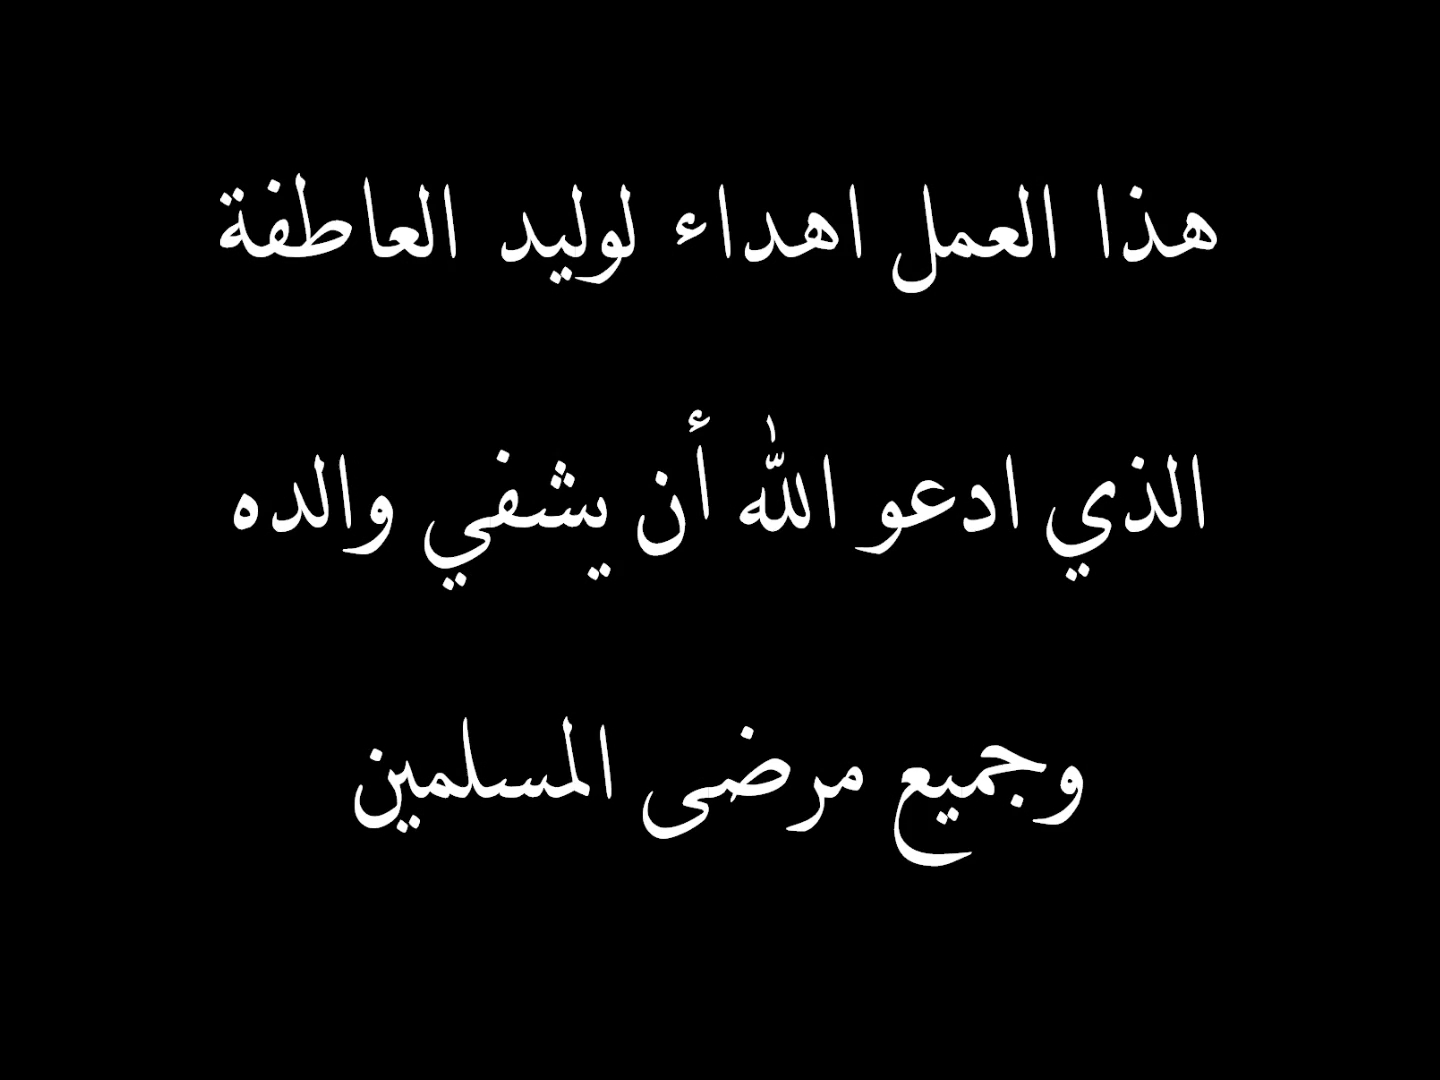 هذا العمل اهداء لوليد العاطفة
الذي ادعو الله أن يشفي والده
وجميع مرضى المسلمين